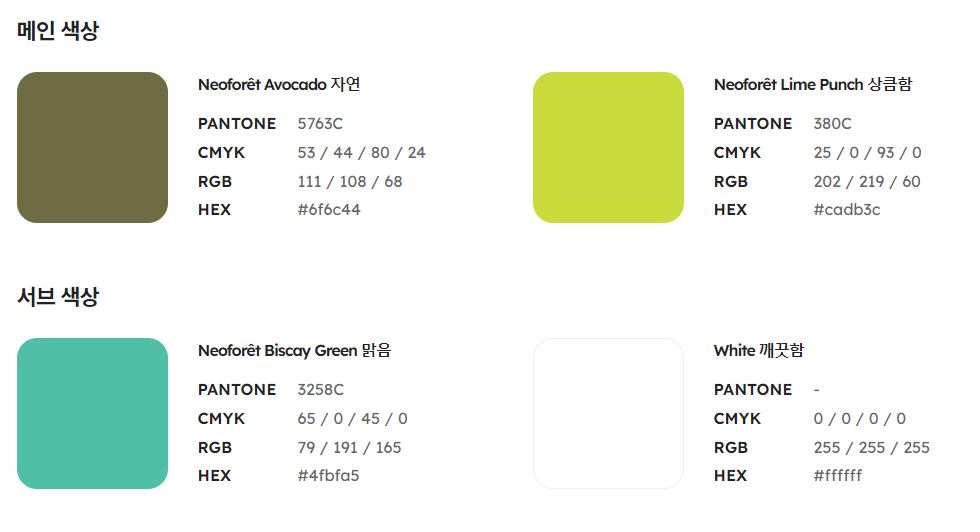 메인 색상
Neoforêt Avocado 자연
PANTONE 5763C
CMYK 53 / 44 / 80 / 24
RGB 111 / 108 / 68
HEX #6f6c44
Neoforêt Lime Punch 상큼함
PANTONE 380C
CMYK 25 / 0 / 93 / 0
RGB 202 / 219 / 60
HEX #cadb3c
서브 색상
Neoforêt Biscay Green 맑음
PANTONE 3258C
CMYK 65 / 0 / 45 / 0
RGB 79 / 191 / 165
HEX #4fbfa5
White 깨끗함
PANTONE -
CMYK 0 / 0 / 0 / 0
RGB 255 / 255 / 255
HEX #ffffff